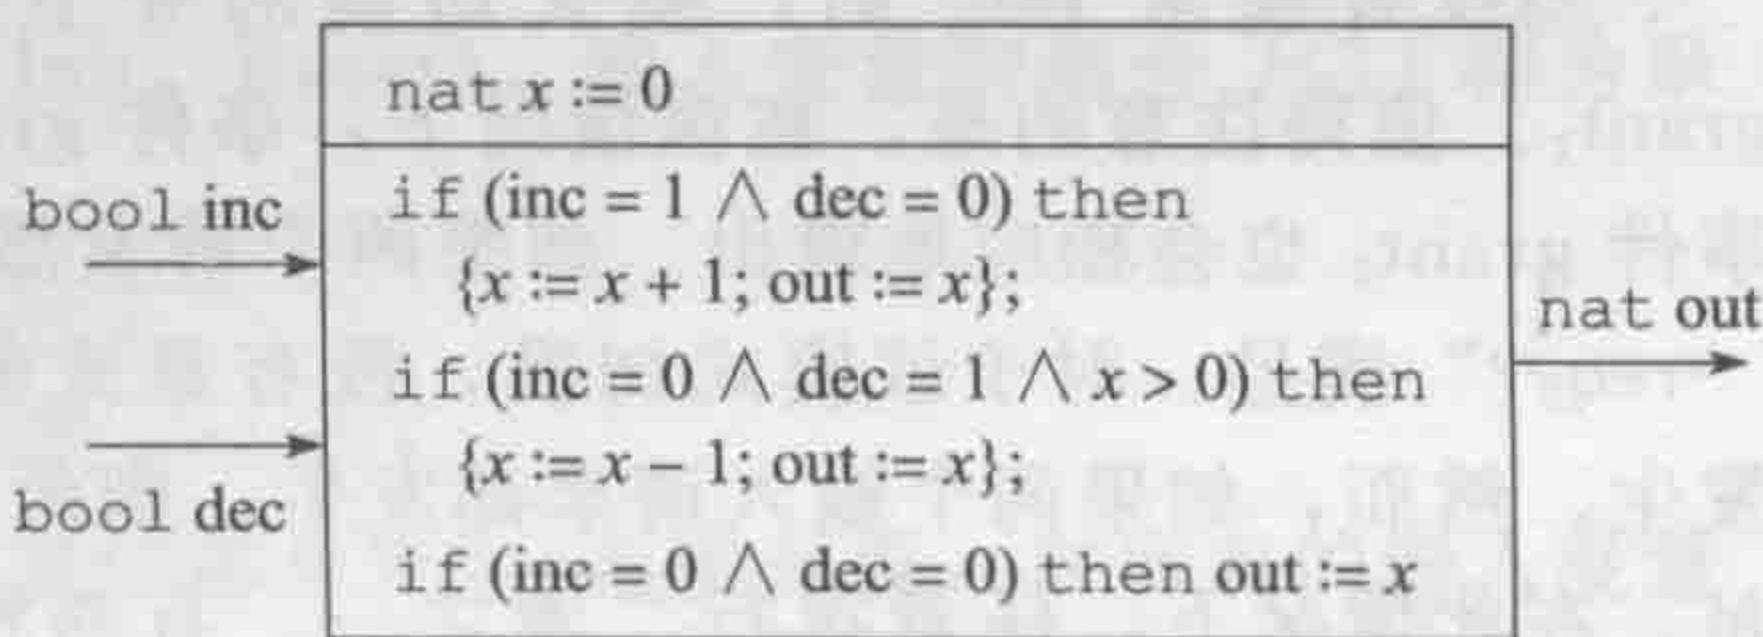 nat x := 0
bool inc
if (inc = 1 ∧ dec = 0) then
{x := x + 1; out := x};
if (inc = 0 ∧ dec = 1 ∧ x > 0) then
{x := x − 1; out := x};
if (inc = 0 ∧ dec = 0) then out := x
bool dec
nat out